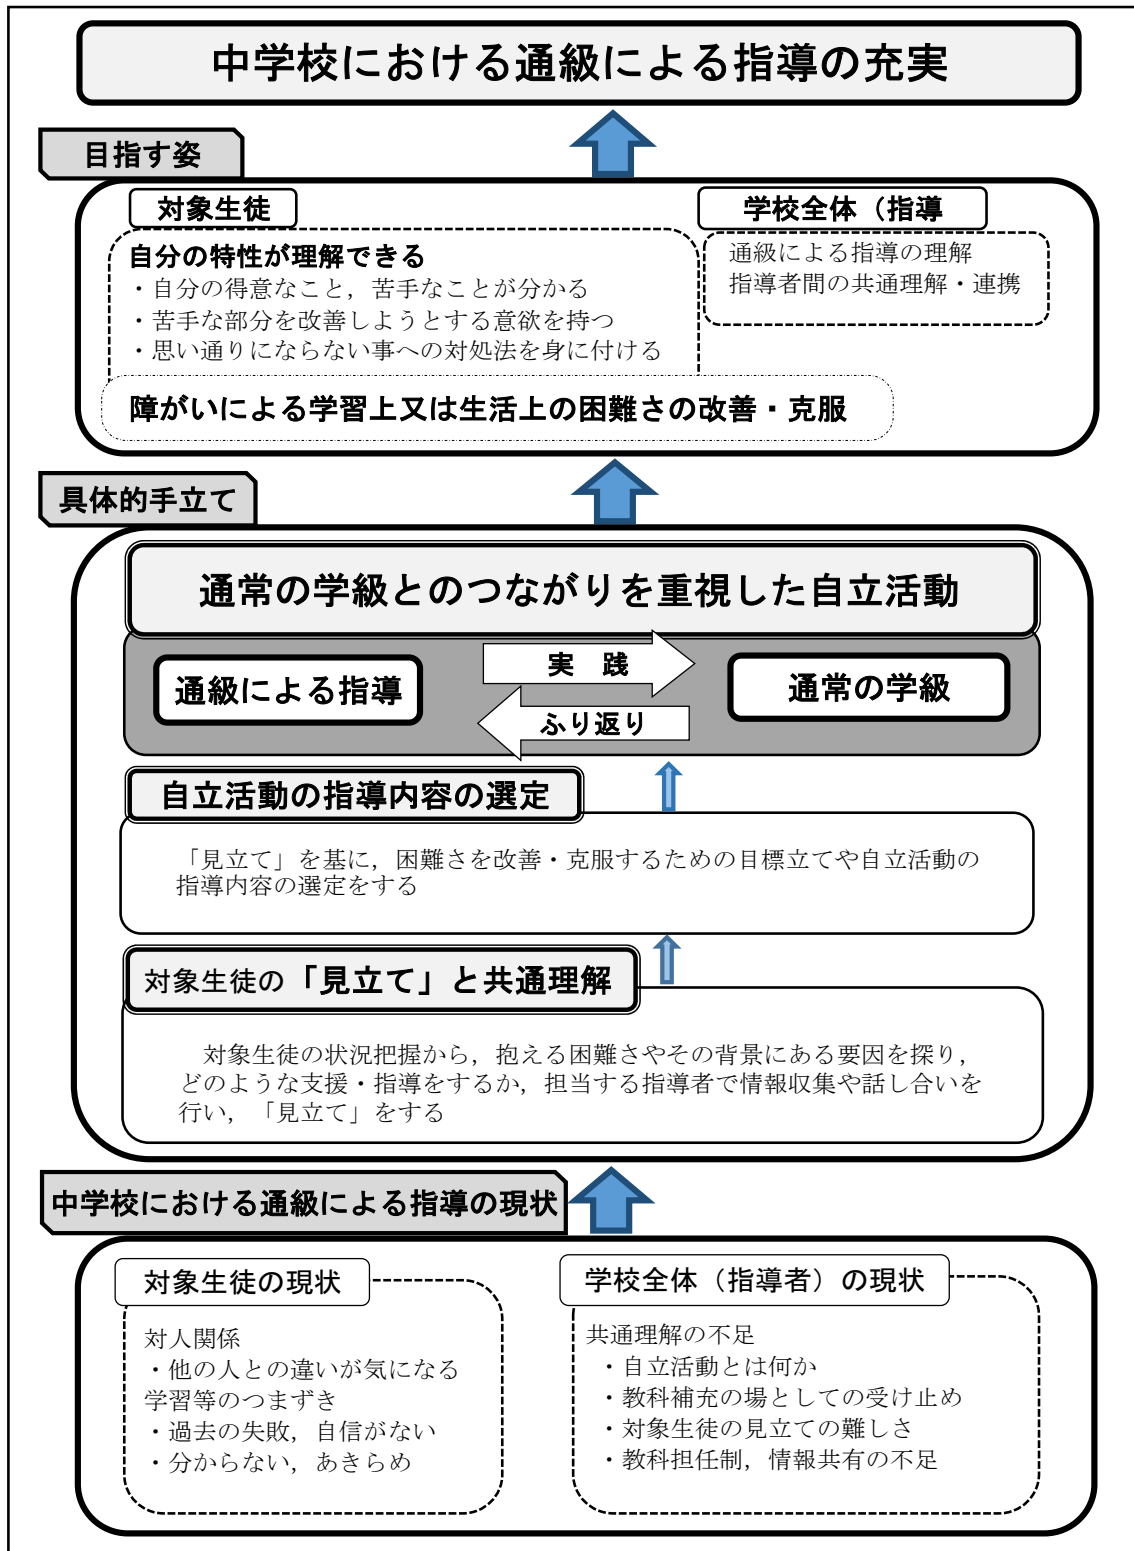 中学校における通級による指導の充実
目指す姿
対象生徒
自分の特性が理解できる
・自分の得意なこと，苦手なことが分かる
・苦手な部分を改善しようとする意欲を持つ
・思い通りにならない事への対処法を身に付ける
学校全体（指導
通級による指導の理解
指導者間の共通理解・連携
障がいによる学習上又は生活上の困難さの改善・克服
具体的手立て
通常の学級とのつながりを重視した自立活動
通級による指導
実　践
ふり返り
通常の学級
自立活動の指導内容の選定
「見立て」を基に，困難さを改善・克服するための目標立てや自立活動の
指導内容の選定をする
対象生徒の「見立て」と共通理解
対象生徒の状況把握から，抱える困難さやその背景にある要因を探り，
どのような支援・指導をするか，担当する指導者で情報収集や話し合いを
行い，「見立て」をする
中学校における通級による指導の現状
対象生徒の現状
対人関係
・他の人との違いが気になる
学習等のつまずき
・過去の失敗，自信がない
・分からない，あきらめ
学校全体（指導者）の現状
共通理解の不足
・自立活動とは何か
・教科補充の場としての受け止め
・対象生徒の見立ての難しさ
・教科担任制，情報共有の不足